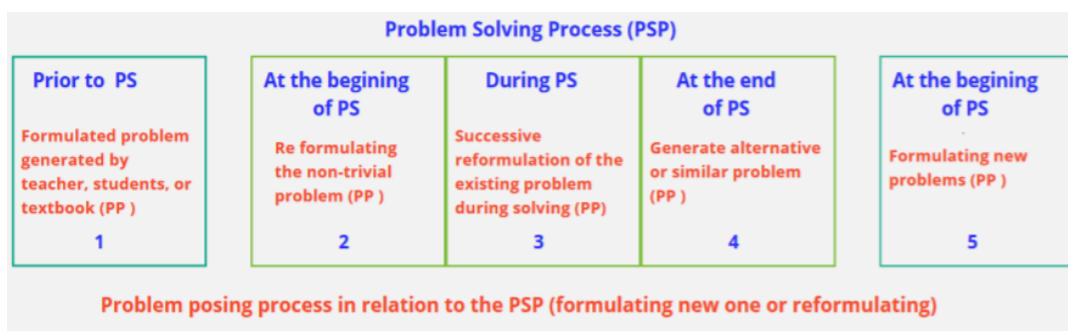 Problem Solving Process (PSP)
Prior to PS
Formulated problem
generated by
teacher, students, or
textbook (PP )
1
At the begining
of PS
Re formulating
the non-trivial
problem (PP )
2
During PS
Successive
reformulation of the
existing problem
during solving (PP)
3
At the end
of PS
Generate alternative
or similar problem
(PP )
4
At the begining
of PS
Formulating new
problems (PP )
5
Problem posing process in relation to the PSP (formulating new one or reformulating)